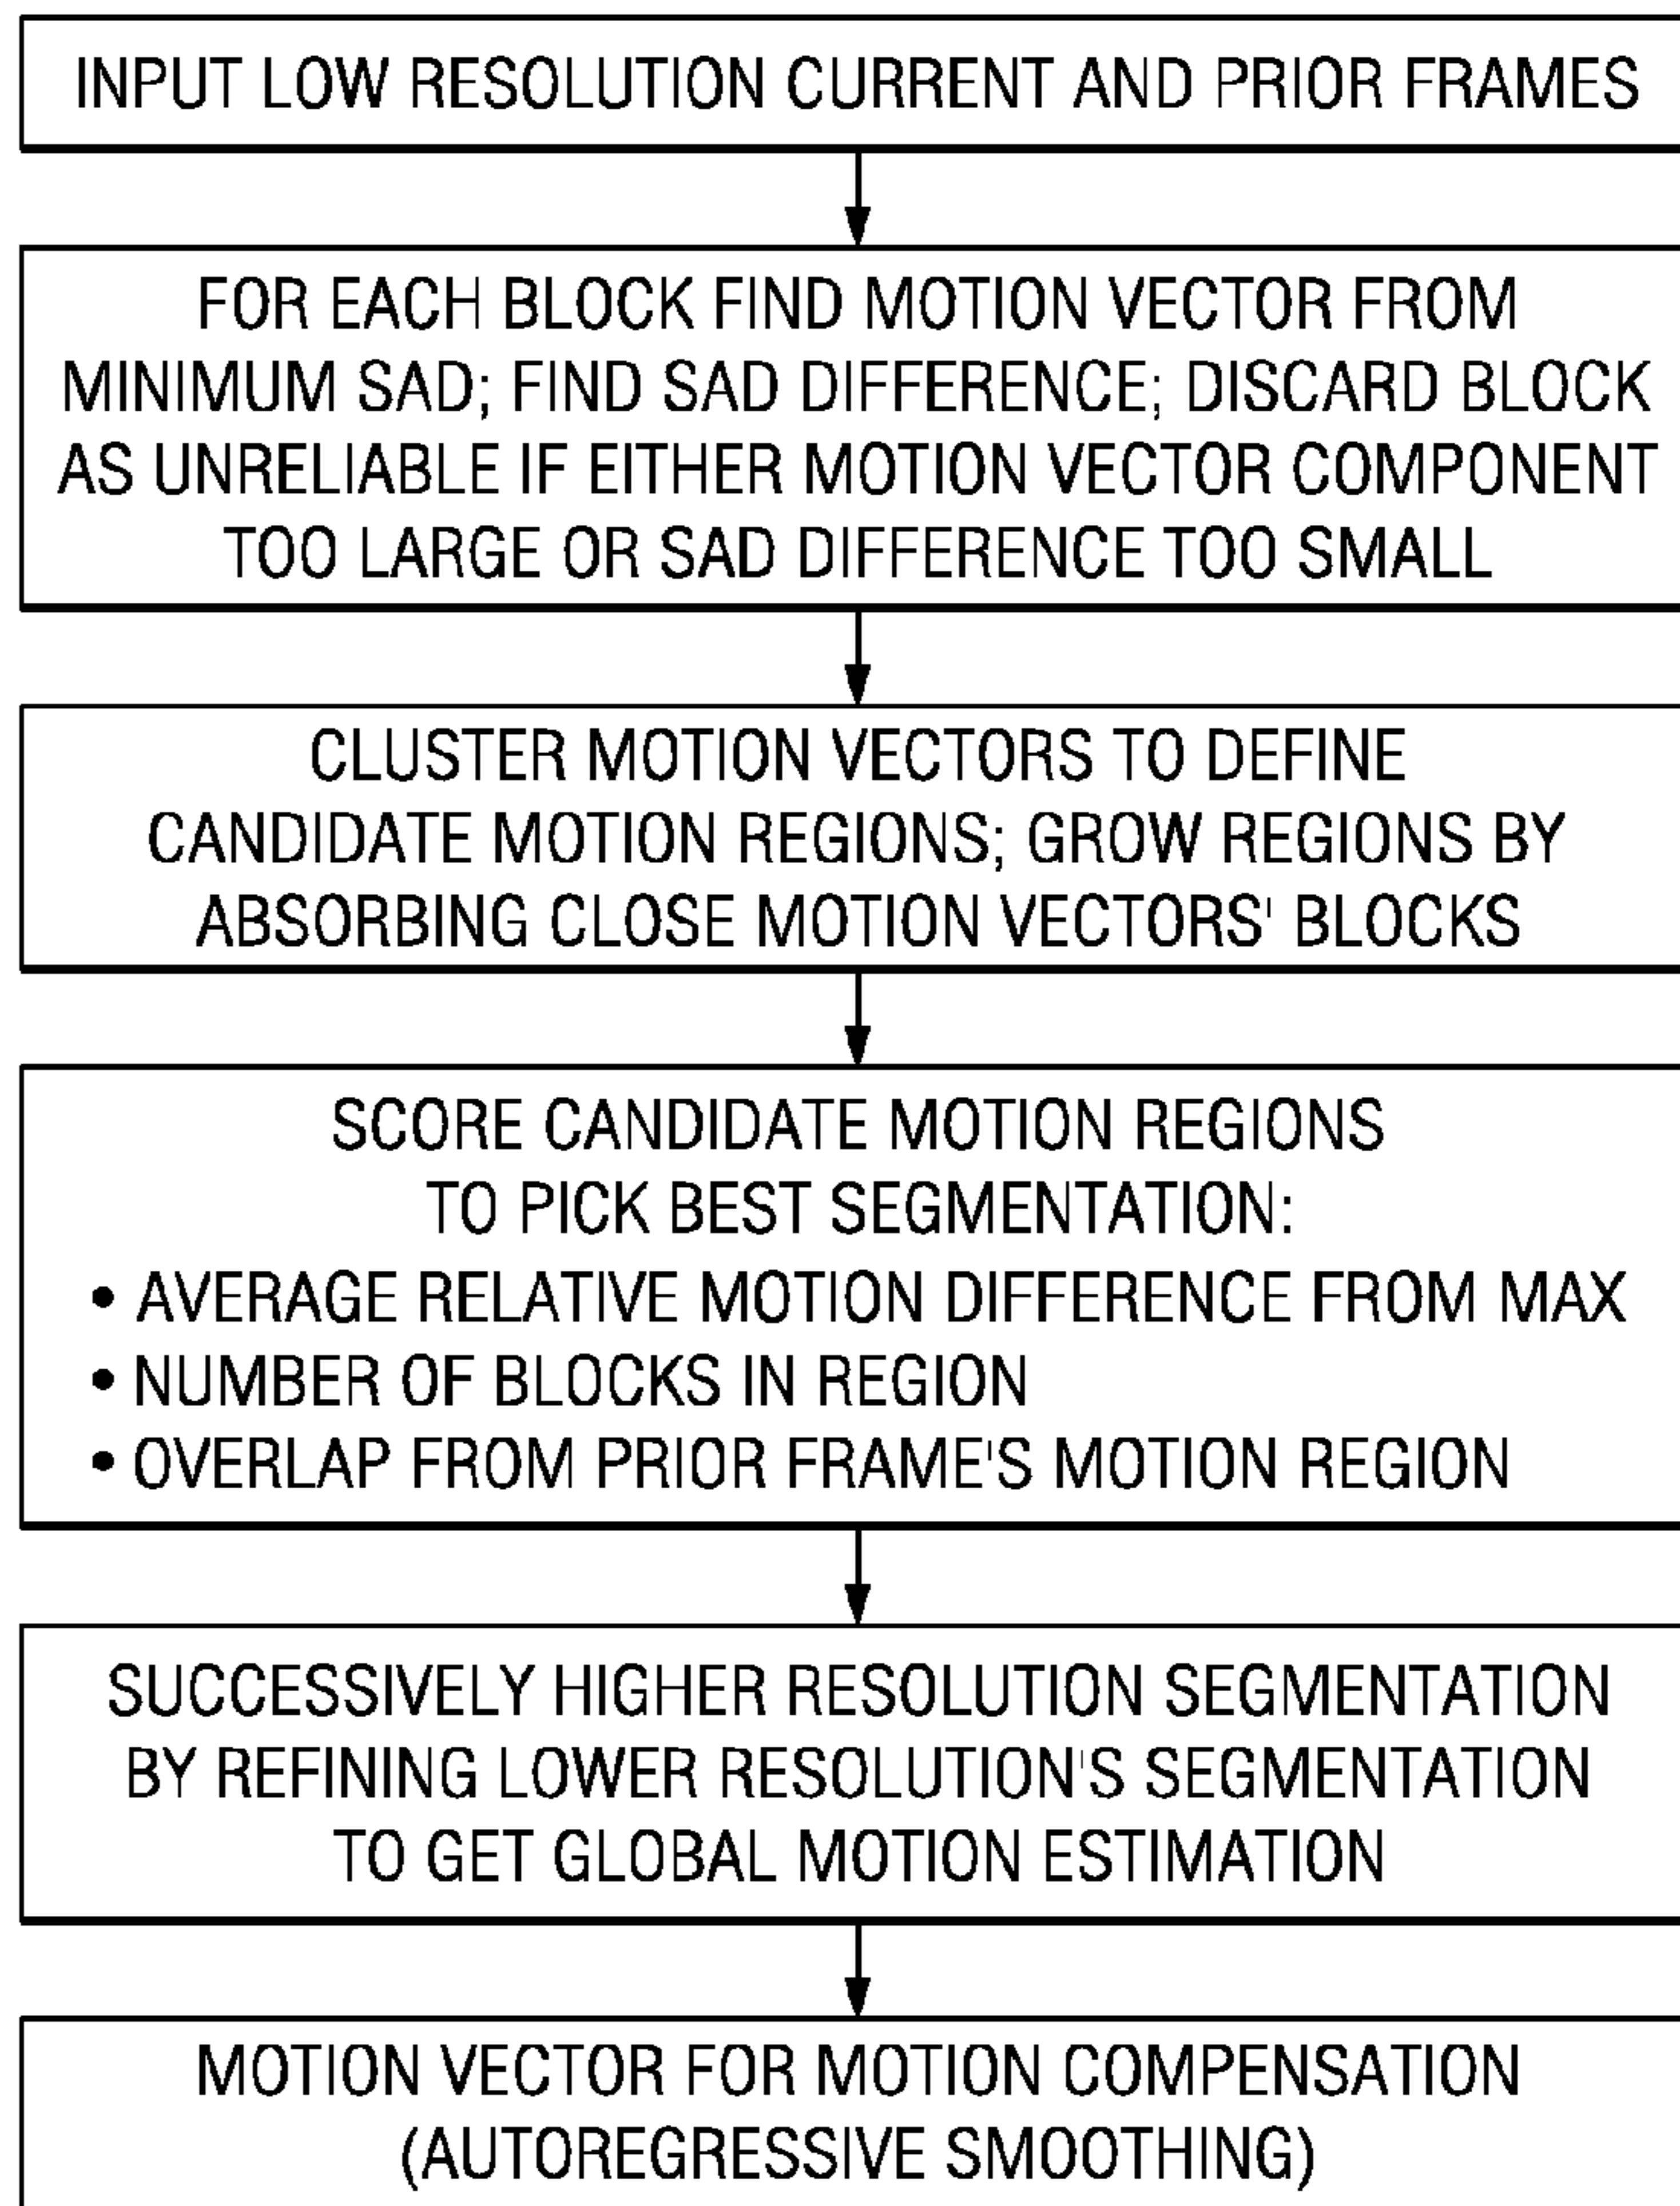 INPUT LOW RESOLUTION CURRENT AND PRIOR FRAMES
FOR EACH BLOCK FIND MOTION VECTOR FROM
MINIMUM SAD; FIND SAD DIFFERENCE; DISCARD BLOCK
AS UNRELIABLE IF EITHER MOTION VECTOR COMPONENT
TOO LARGE OR SAD DIFFERENCE TOO SMALL
CLUSTER MOTION VECTORS TO DEFINE
CANDIDATE MOTION REGIONS; GROW REGIONS BY
ABSORBING CLOSE MOTION VECTORS' BLOCKS
SCORE CANDIDATE MOTION REGIONS
TO PICK BEST SEGMENTATION:
• AVERAGE RELATIVE MOTION DIFFERENCE FROM MAX
• NUMBER OF BLOCKS IN REGION
• OVERLAP FROM PRIOR FRAME'S MOTION REGION
SUCCESSIVELY HIGHER RESOLUTION SEGMENTATION
BY REFINING LOWER RESOLUTION'S SEGMENTATION
TO GET GLOBAL MOTION ESTIMATION
MOTION VECTOR FOR MOTION COMPENSATION
(AUTOREGRESSIVE SMOOTHING)